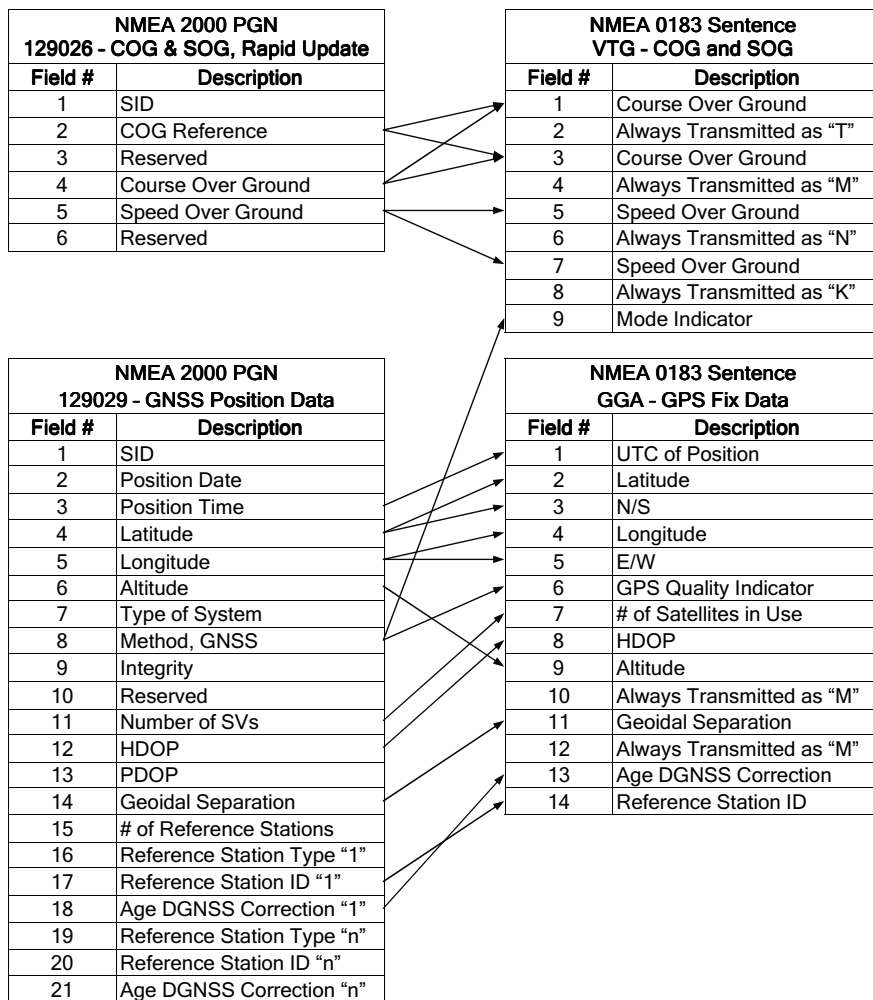 NMEA 2000 PGN
129026 - COG & SOG, Rapid Update
Field # Description
1 SID
2 COG Reference
3 Reserved
4 Course Over Ground
5 Speed Over Ground
6 Reserved
NMEA 0183 Sentence
VTG - COG and SOG
Field # Description
1 Course Over Ground
2 Always Transmitted as “T”
3 Course Over Ground
4 Always Transmitted as “M”
5 Speed Over Ground
6 Always Transmitted as “N”
7 Speed Over Ground
8 Always Transmitted as “K”
9 Mode Indicator
NMEA 2000 PGN
129029 - GNSS Position Data
Field # Description
1 SID
2 Position Date
3 Position Time
4 Latitude
5 Longitude
6 Altitude
7 Type of System
8 Method, GNSS
9 Integrity
10 Reserved
11 Number of SVs
12 HDOP
13 PDOP
14 Geoidal Separation
15 # of Reference Stations
16 Reference Station Type “1”
17 Reference Station ID “1”
18 Age DGNSS Correction “1”
19 Reference Station Type “n”
20 Reference Station ID “n”
21 Age DGNSS Correction “n”
NMEA 0183 Sentence
GGA - GPS Fix Data
Field # Description
1 UTC of Position
2 Latitude
3 N/S
4 Longitude
5 E/W
6 GPS Quality Indicator
7 # of Satellites in Use
8 HDOP
9 Altitude
10 Always Transmitted as “M”
11 Geoidal Separation
12 Always Transmitted as “M”
13 Age DGNSS Correction
14 Reference Station ID